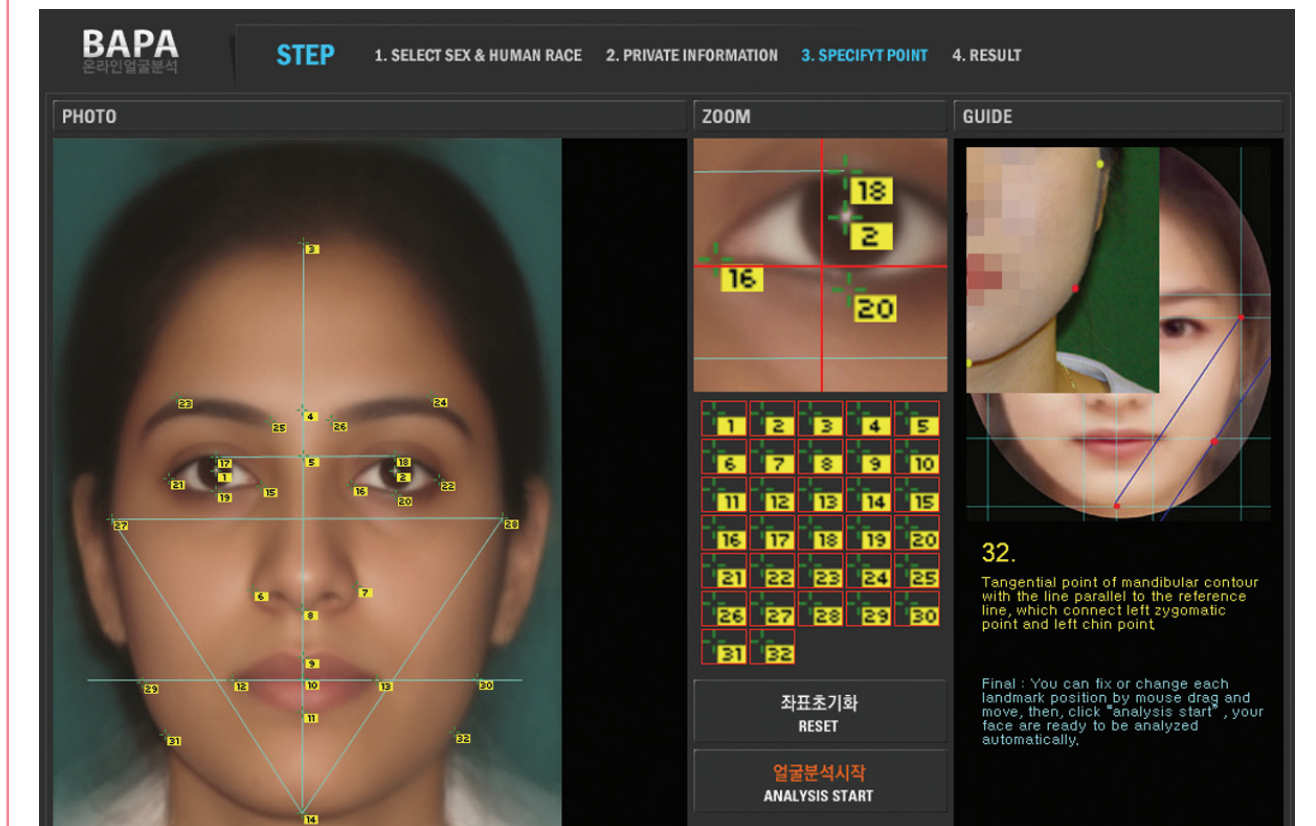 BAPA
온라인얼굴분석
STEP 1. SELECT SEX & HUMAN RACE 2. PRIVATE INFORMATION 3. SPECIFYT POINT 4. RESULT
PHOTO
ZOOM
GUIDE
3
23
24
4
25
26
17
5
18
1
2
21
15
16
22
19
20
27
28
6
7
8
9
29
12
10
13
30
11
31
32
14
18
2
16
20
1 2 3 4 5
6 7 8 9 10
11 12 13 14 15
16 17 18 19 20
21 22 23 24 25
26 27 28 29 30
31 32
좌표초기화
RESET
얼굴분석시작
ANALYSIS START
32.
Tangential point of mandibular contour
with the line parallel to the reference
line, which connect left zygomatic
point and left chin point.
Final : You can fix or change each
landmark position by mouse drag and
move, then, click "analysis start" , your
face are ready to be analyzed
automatically.